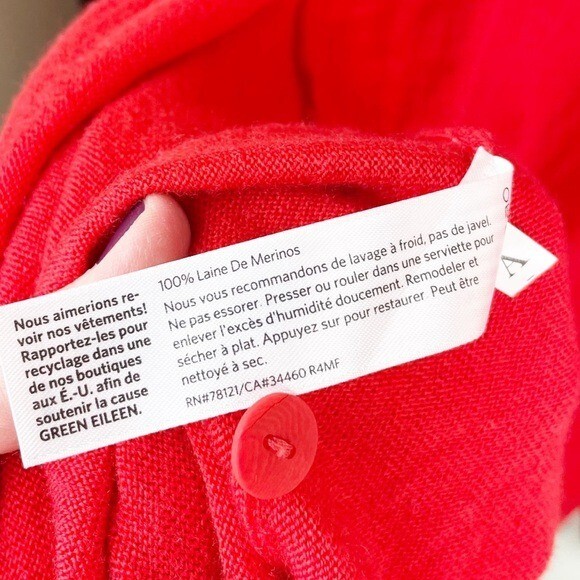 Nous aimerions re-
voir nos vêtements!
Rapportez-les pour
recyclage dans une
de nos boutiques
aux É.-U. afin de
soutenir la cause
GREEN EILEEN.
100% Laine De Merinos
Nous vous recommandons de lavage à froid, pas de javel.
Ne pas essorer. Presser ou rouler dans une serviette pour
enlever l'excès d'humidité doucement. Remodeler et
sécher à plat. Appuyez sur pour restaurer. Peut être
nettoyé à sec.
RN#78121/CA#34460 R4MF
A